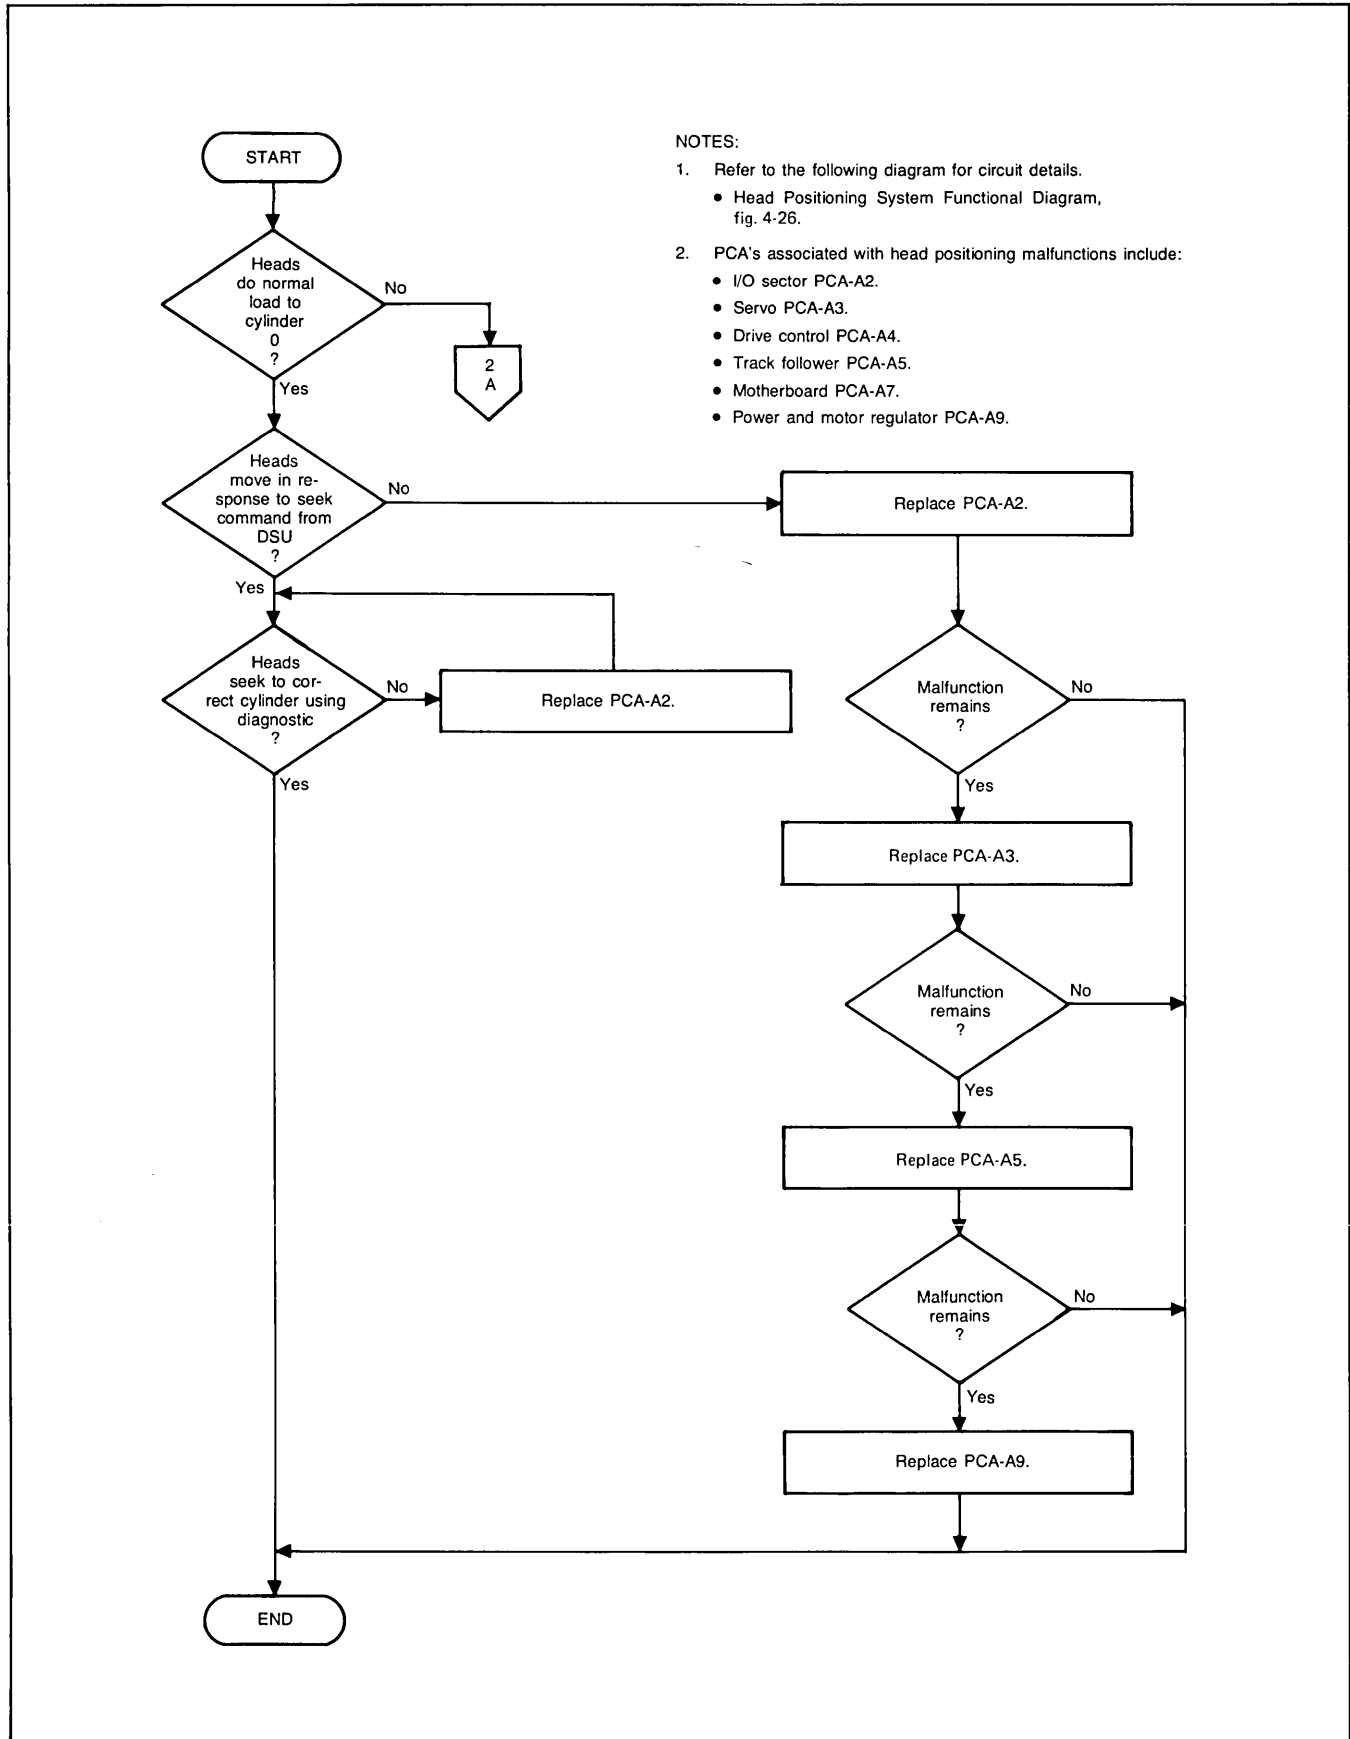 START
NOTES:
1. Refer to the following diagram for circuit details.
• Head Positioning System Functional Diagram,
fig. 4-26.
2. PCA's associated with head positioning malfunctions include:
• I/O sector PCA-A2.
• Servo PCA-A3.
• Drive control PCA-A4.
• Track follower PCA-A5.
• Motherboard PCA-A7.
• Power and motor regulator PCA-A9.
Heads
do normal
load to
cylinder
0
?
No
2
A
Yes
Heads
move in re-
sponse to seek
command from
DSU
?
No
Replace PCA-A2.
Yes
Heads
seek to cor-
rect cylinder using
diagnostic
?
No
Replace PCA-A2.
Yes
Malfunction
remains
?
No
Yes
Replace PCA-A3.
Malfunction
remains
?
No
Yes
Replace PCA-A5.
Malfunction
remains
?
No
Yes
Replace PCA-A9.
END